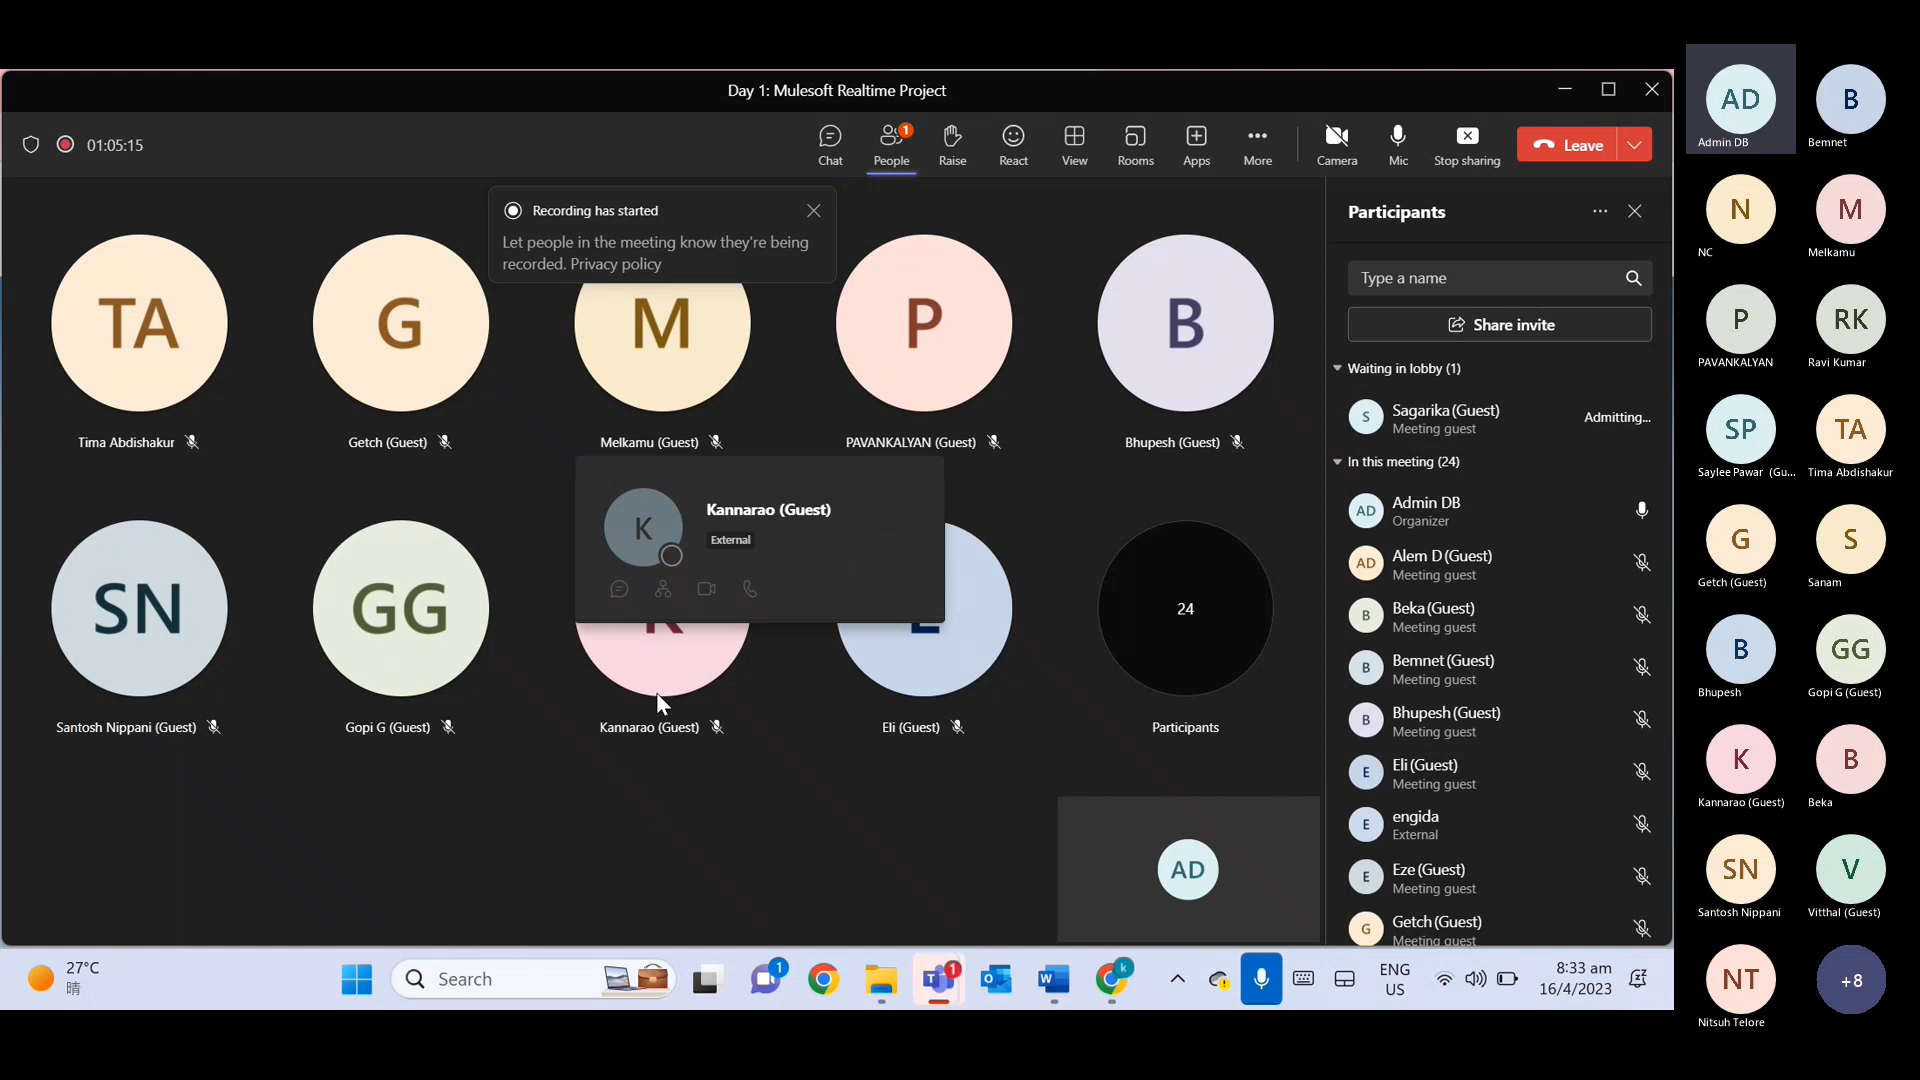 Day 1: Mulesoft Realtime Project
01:05:15
Chat
People
1
Raise
React
View
Rooms
Apps
More
Camera
Mic
Stop sharing
Leave
Recording has started
Let people in the meeting know they're being
recorded. Privacy policy
TA
G
M
P
B
Tima Abdishakur
Getch (Guest)
Melkamu (Guest)
PAVANKALYAN (Guest)
Bhupesh (Guest)
K
Kannarao (Guest)
External
SN
GG
K
E
24
Santosh Nippani (Guest)
Gopi G (Guest)
Kannarao (Guest)
Eli (Guest)
Participants
AD
Participants
Type a name
Share invite
Waiting in lobby (1)
S
Sagarika (Guest)
Meeting guest
Admitting...
In this meeting (24)
AD
Admin DB
Organizer
AD
Alem D (Guest)
Meeting guest
B
Beka (Guest)
Meeting guest
B
Bemnet (Guest)
Meeting guest
B
Bhupesh (Guest)
Meeting guest
E
Eli (Guest)
Meeting guest
E
engida
External
E
Eze (Guest)
Meeting guest
G
Getch (Guest)
Meeting guest
27°C
晴
Search
1
1
k
ENG
US
8:33 am
16/4/2023
AD
Admin DB
B
Bemnet
N
NC
M
Melkamu
P
PAVANKALYAN
RK
Ravi Kumar
SP
Saylee Pawar (Gu...
TA
Tima Abdishakur
G
Getch (Guest)
S
Sanam
B
Bhupesh
GG
Gopi G (Guest)
K
Kannarao (Guest)
B
Beka
SN
Santosh Nippani
V
Vitthal (Guest)
NT
Nitsuh Telore
+8